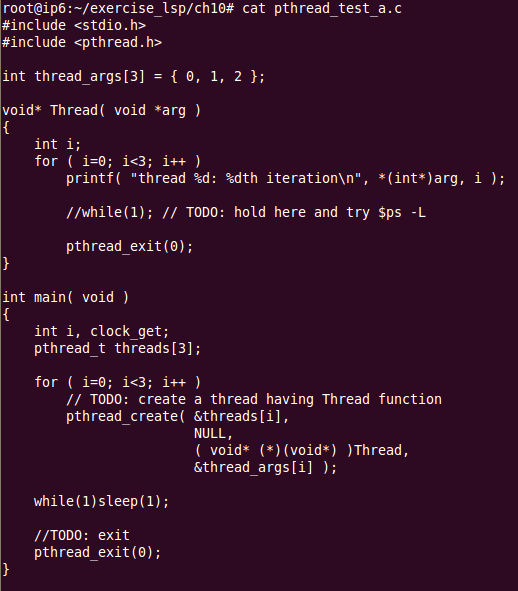 root@ip6:~/exercise_lsp/ch10# cat pthread_test_a.c
#include <stdio.h>
#include <pthread.h>

int thread_args[3] = { 0, 1, 2 };

void* Thread( void *arg )
{
    int i;
    for ( i=0; i<3; i++ )
        printf( "thread %d: %dth iteration\n", *(int*)arg, i );

        //while(1); // TODO: hold here and try $ps -L

        pthread_exit(0);
}

int main( void )
{
    int i, clock_get;
    pthread_t threads[3];

    for ( i=0; i<3; i++ )
        // TODO: create a thread having Thread function
        pthread_create( &threads[i],
                        NULL,
                        ( void* (*)(void*) )Thread,
                        &thread_args[i] );

    while(1)sleep(1);

    //TODO: exit
    pthread_exit(0);
}